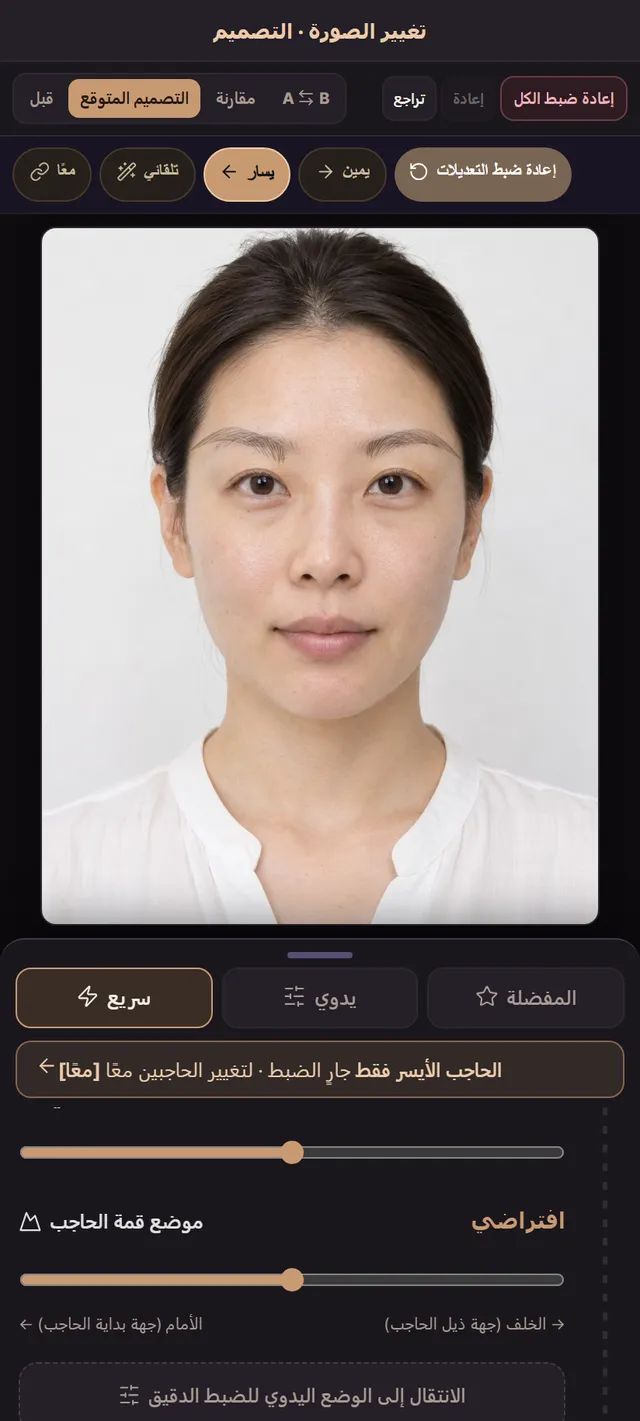 تغيير الصورة · التصميم
قبل
التصميم المتوقع
مقارنة
A ⇆ B
تراجع
إعادة
إعادة ضبط الكل
معًا
تلقائي
يسار ←
يمين →
إعادة ضبط التعديلات
سريع
يدوي
المفضلة
الحاجب الأيسر فقط جارٍ الضبط · لتغيير الحاجبين معًا [معًا] ←
موضع قمة الحاجب
افتراضي
الأمام (جهة بداية الحاجب) ←
→ الخلف (جهة ذيل الحاجب)
الانتقال إلى الوضع اليدوي للضبط الدقيق